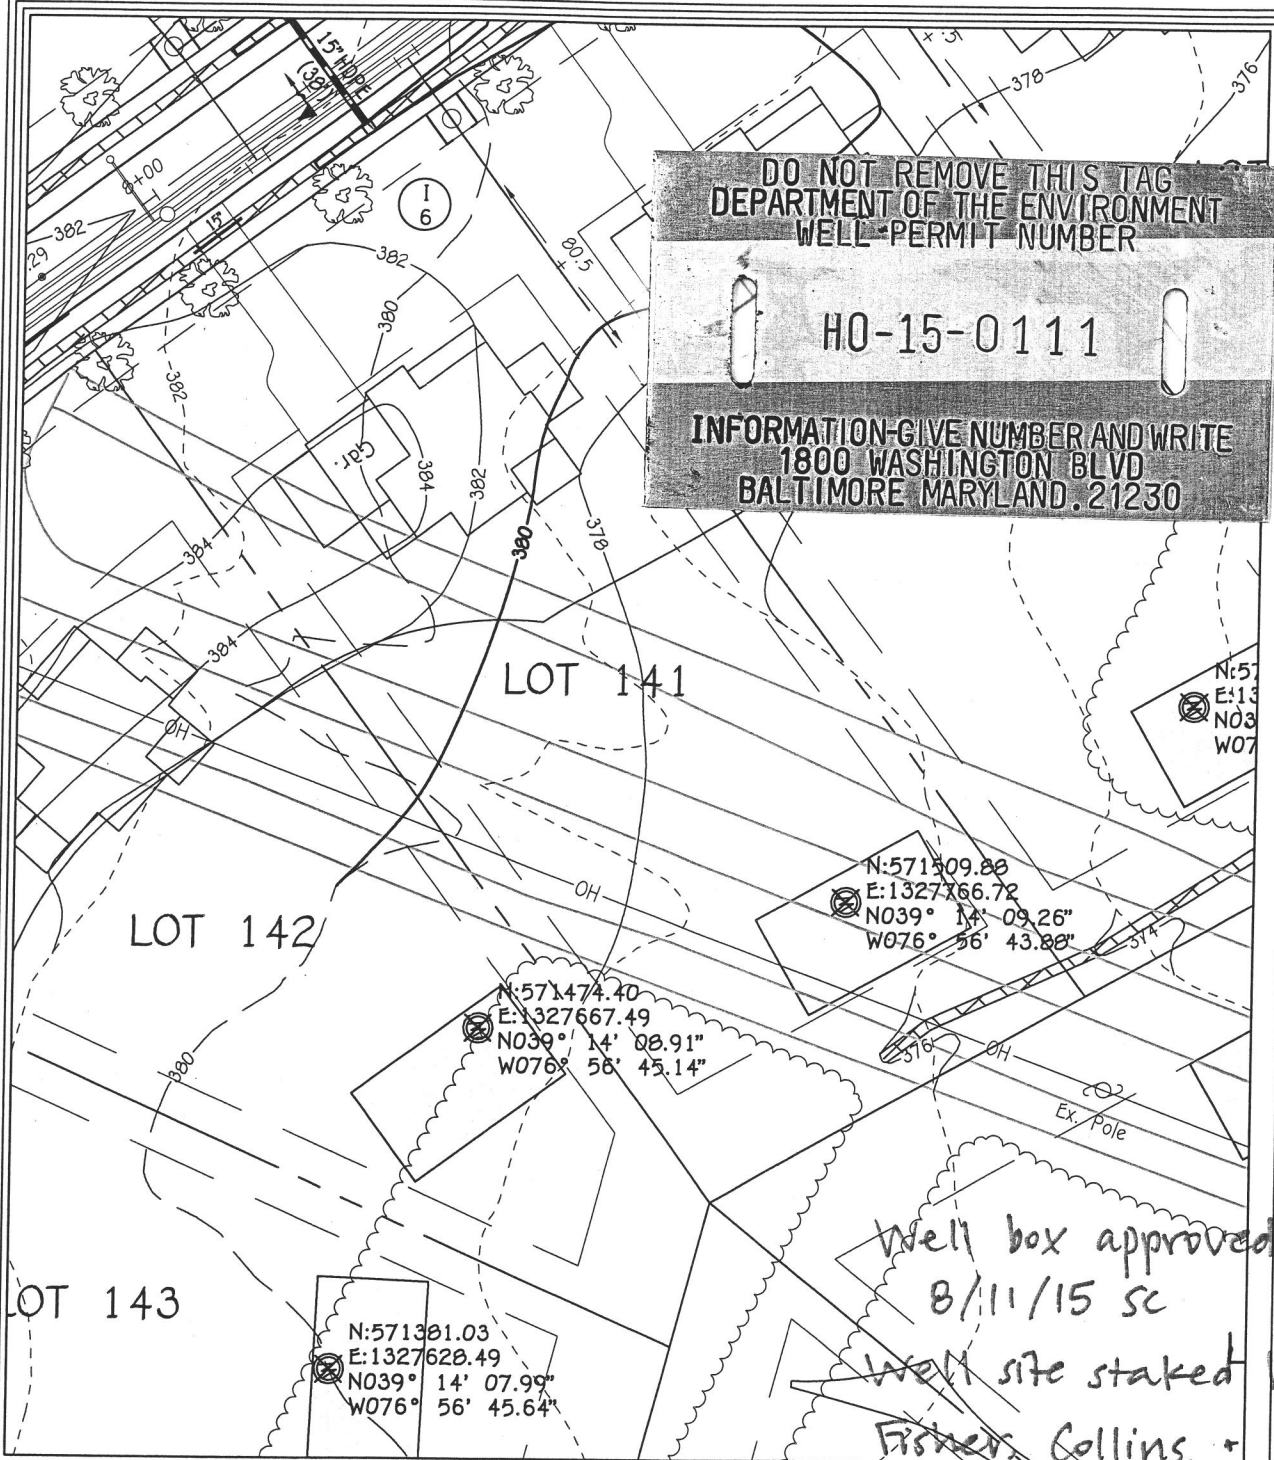 15" HDPE
378
376
8+00
382
.29
15'
I
6
80.5
382
380
382
DO NOT REMOVE THIS TAG
DEPARTMENT OF THE ENVIRONMENT
WELL PERMIT NUMBER
HO-15-0111
INFORMATION-GIVE NUMBER AND WRITE
1800 WASHINGTON BLVD
BALTIMORE MARYLAND. 21230
Gar.
384
382
380
378
384
384
LOT 141
OH
N:57
E:13
N03
W07
N:571509.88
E:1327766.72
N039° 14' 09.26"
W076° 56' 43.88"
OH
LOT 142
374
N:571474.40
E:1327667.49
N039° 14' 08.91"
W076° 56' 45.14"
376
OH
380
Ex. Pole
Well box approved
8/11/15 SC
LOT 143
N:571381.03
E:1327628.49
N039° 14' 07.99"
W076° 56' 45.64"
Well site staked
Fisher, Collins +